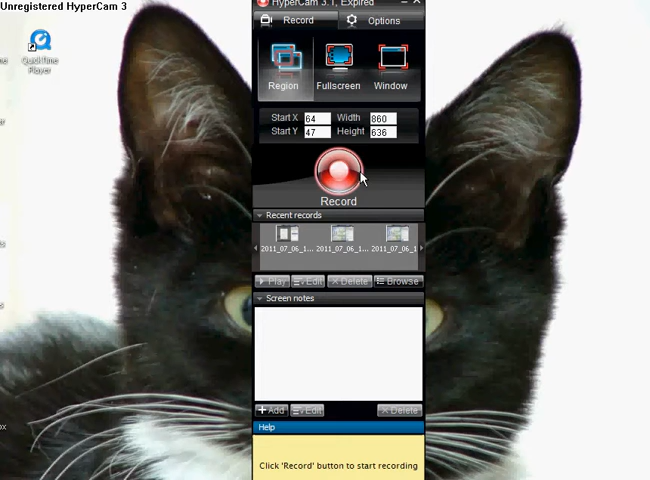 Unregistered HyperCam 3
HyperCam 3.1, Expired
Record
Options
QuickTime
Player
Region
Fullscreen
Window
Start X 64 Width 860
Start Y 47 Height 636
Record
Recent records
2011_07_06_1...
2011_07_06_1...
2011_07_06_1
Play
Edit
Delete
Browse
Screen notes
Add
Edit
Delete
Help
Click 'Record' button to start recording